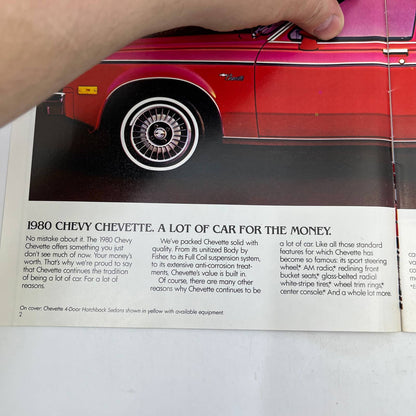 Chevette
1980 CHEVY CHEVETTE. A LOT OF CAR FOR THE MONEY.
No mistake about it. The 1980 Chevy
Chevette offers something you just
don't see much of now. Your money's
worth. That's why we're proud to say
that Chevette continues the tradition
of being a lot of car. For a lot of
reasons.
We've packed Chevette solid with
quality. From its unitized Body by
Fisher, to its Full Coil suspension system,
to its extensive anti-corrosion treat-
ments, Chevette's value is built in.
Of course, there are many other
reasons why Chevette continues to be
a lot of car. Like all those standard
features for which Chevette has
become so famous: its sport steering
wheel,* AM radio,* reclining front
bucket seats,* glass-belted radial
white-stripe tires,* wheel trim rings,*
center console.* And a whole lot more.
On cover: Chevette 4-Door Hatchback Sedans shown in yellow with available equipment.
2